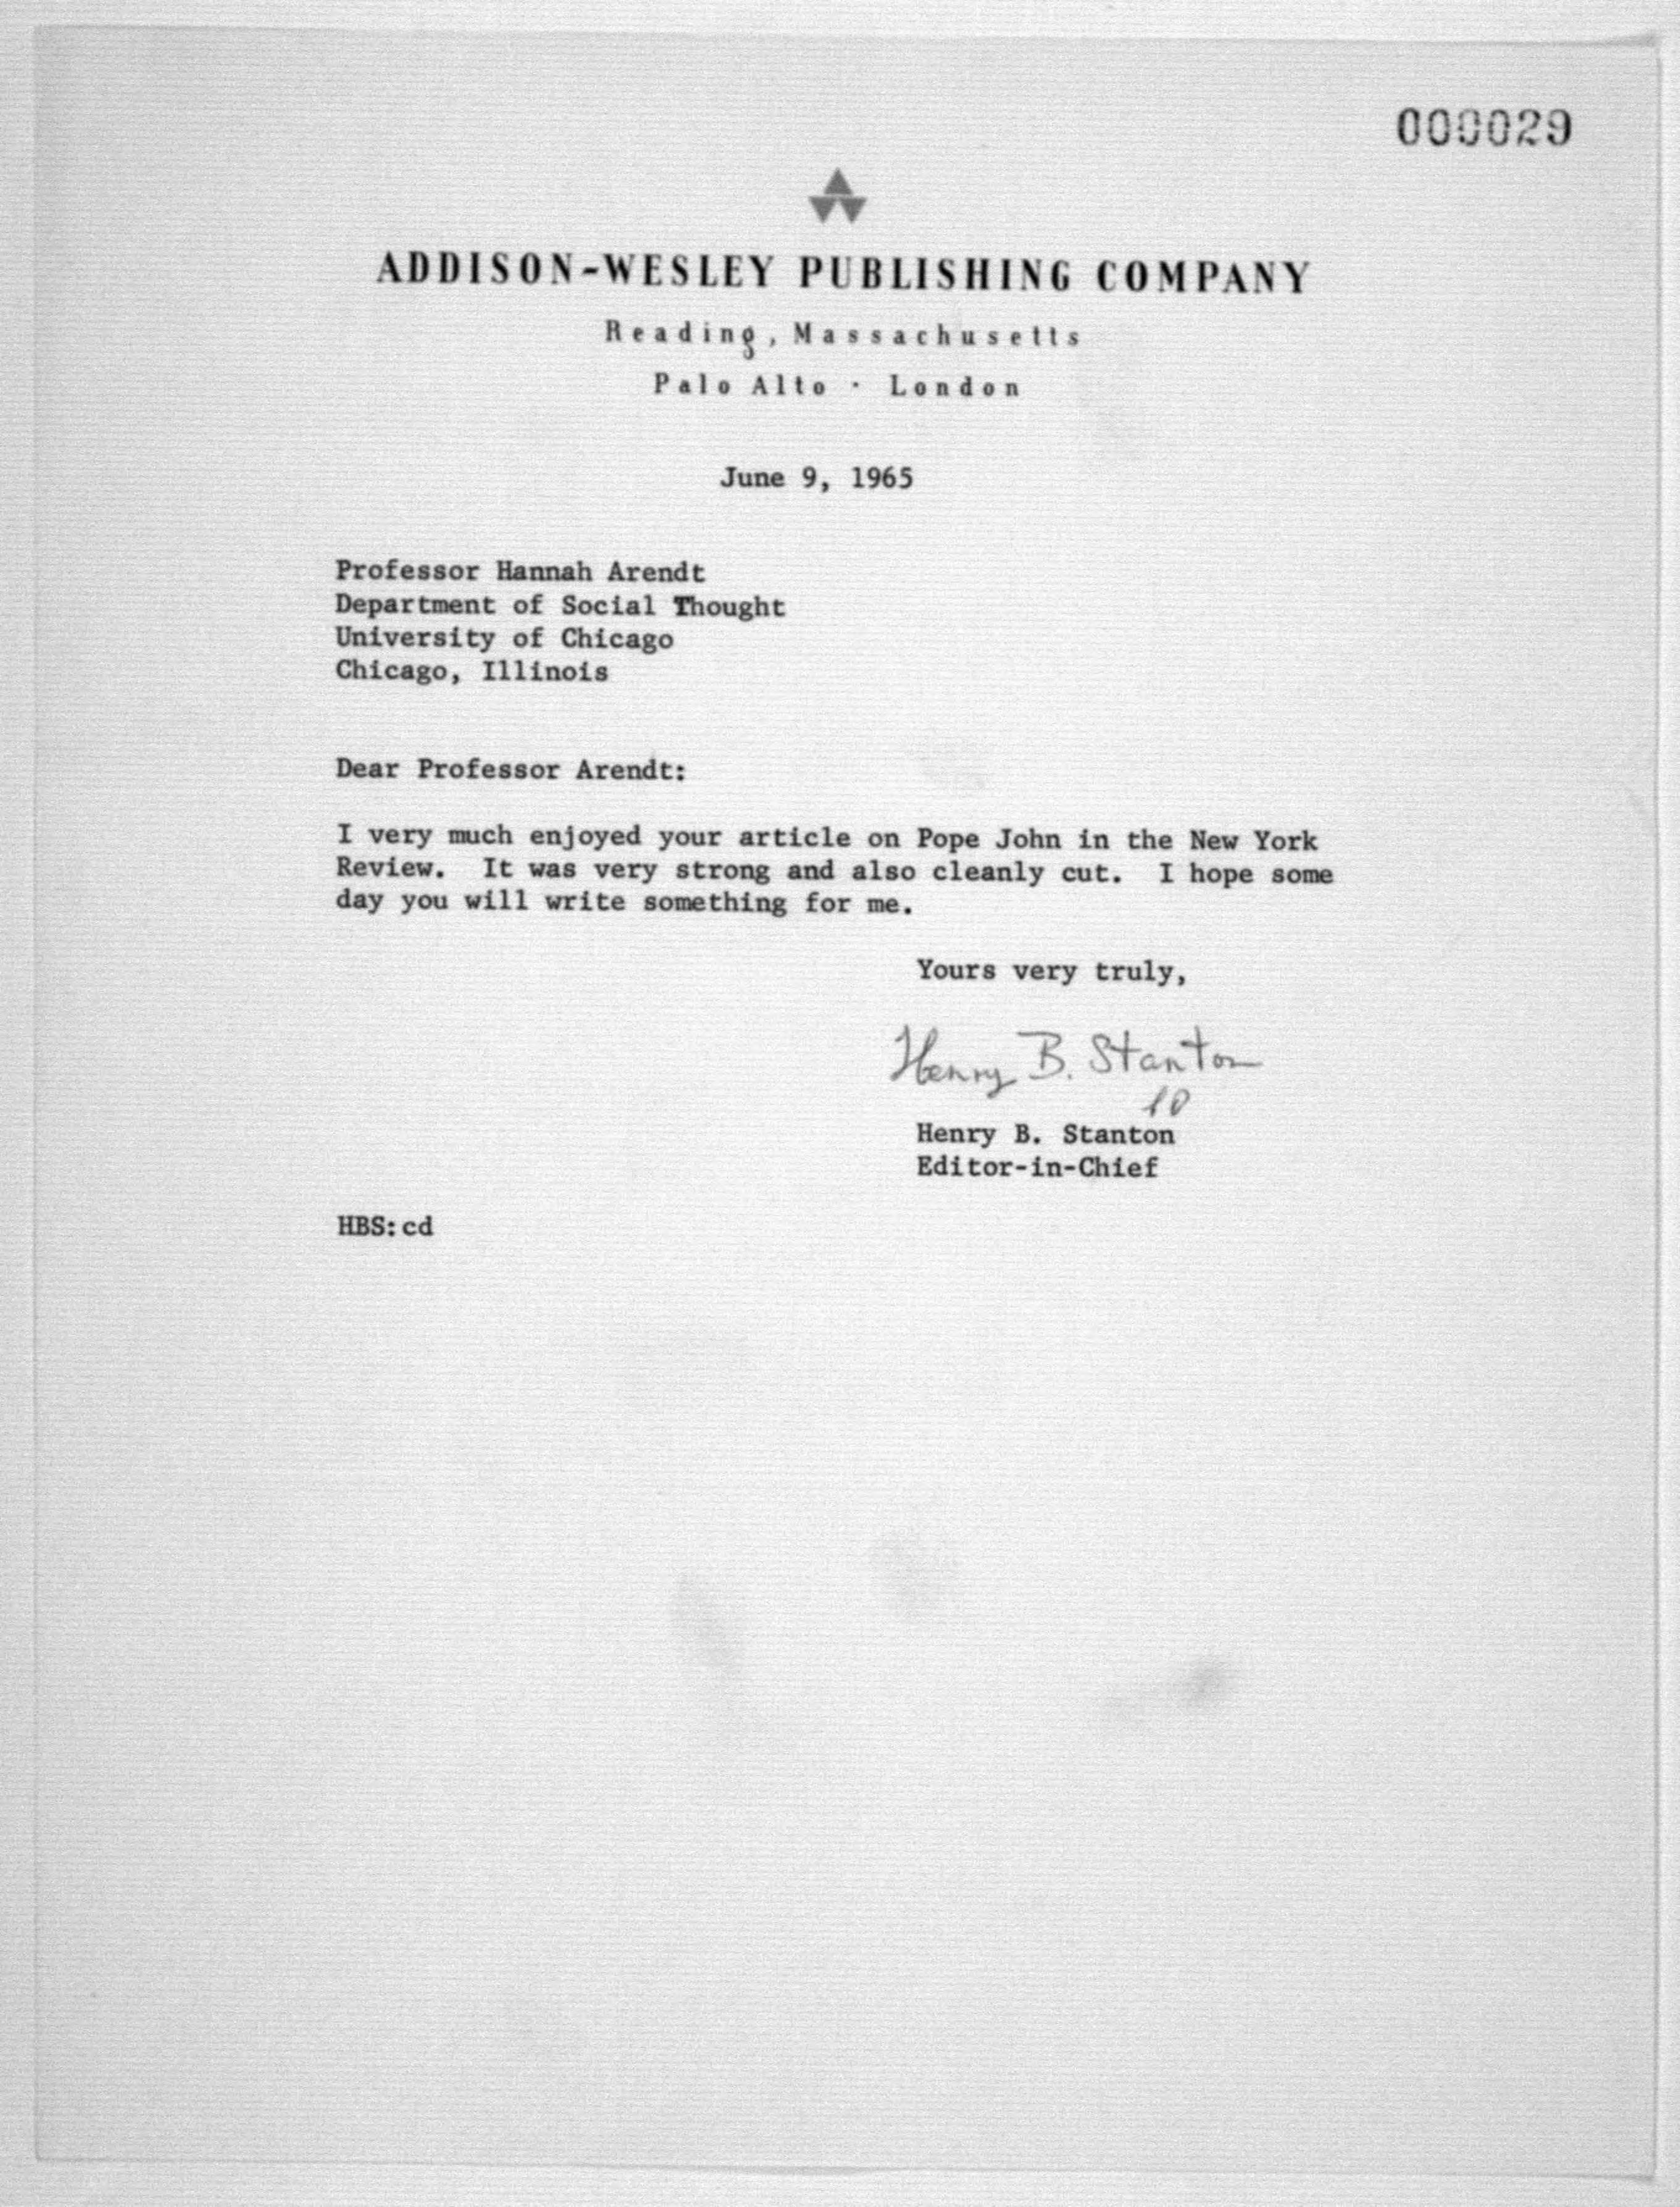 000029
ADDISON-WESLEY PUBLISHING COMPANY
Reading, Massachusetts
Palo Alto · London
June 9, 1965
Professor Hannah Arendt
Department of Social Thought
University of Chicago
Chicago, Illinois
Dear Professor Arendt:
I very much enjoyed your article on Pope John in the New York
Review. It was very strong and also cleanly cut. I hope some
day you will write something for me.
Yours very truly,
Henry B. Stanton
Henry B. Stanton
Editor-in-Chief
HBS:cd